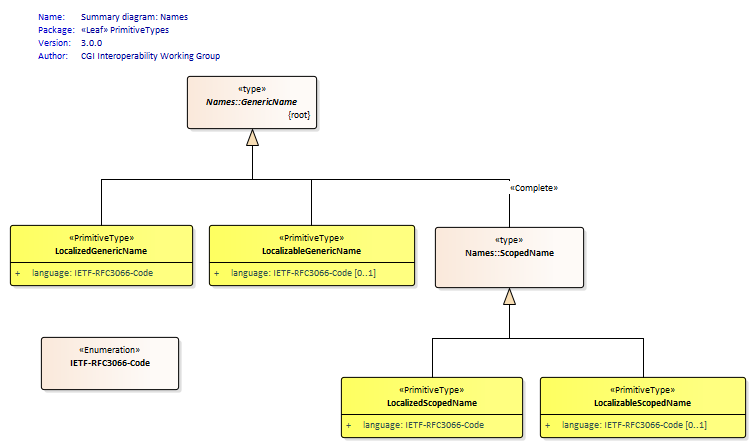 Name: Summary diagram: Names
Package: «Leaf» PrimitiveTypes
Version: 3.0.0
Author: CGI Interoperability Working Group
«type»
Names::GenericName
{root}
«Complete»
«PrimitiveType»
LocalizedGenericName
+ language: IETF-RFC3066-Code
«PrimitiveType»
LocalizableGenericName
+ language: IETF-RFC3066-Code [0..1]
«type»
Names::ScopedName
«Enumeration»
IETF-RFC3066-Code
«PrimitiveType»
LocalizedScopedName
+ language: IETF-RFC3066-Code
«PrimitiveType»
LocalizableScopedName
+ language: IETF-RFC3066-Code [0..1]